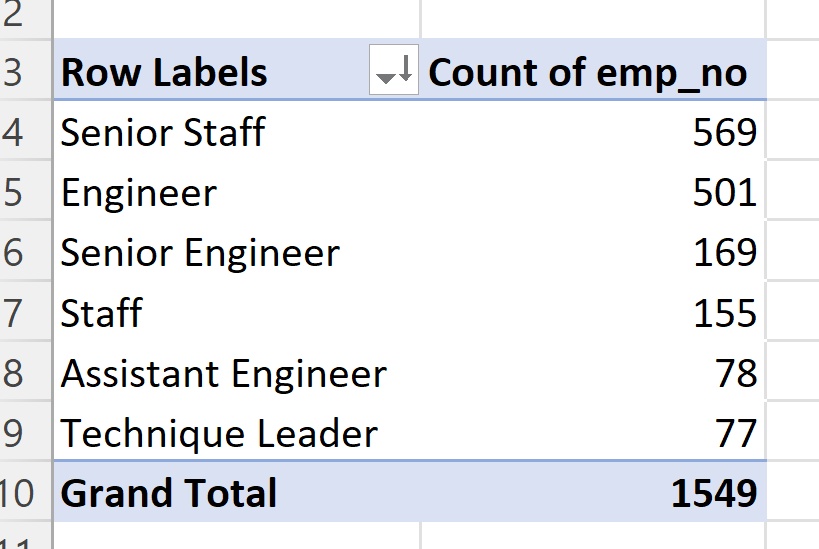 2
3 Row Labels Count of emp_no
4 Senior Staff 569
5 Engineer 501
6 Senior Engineer 169
7 Staff 155
8 Assistant Engineer 78
9 Technique Leader 77
10 Grand Total 1549
11